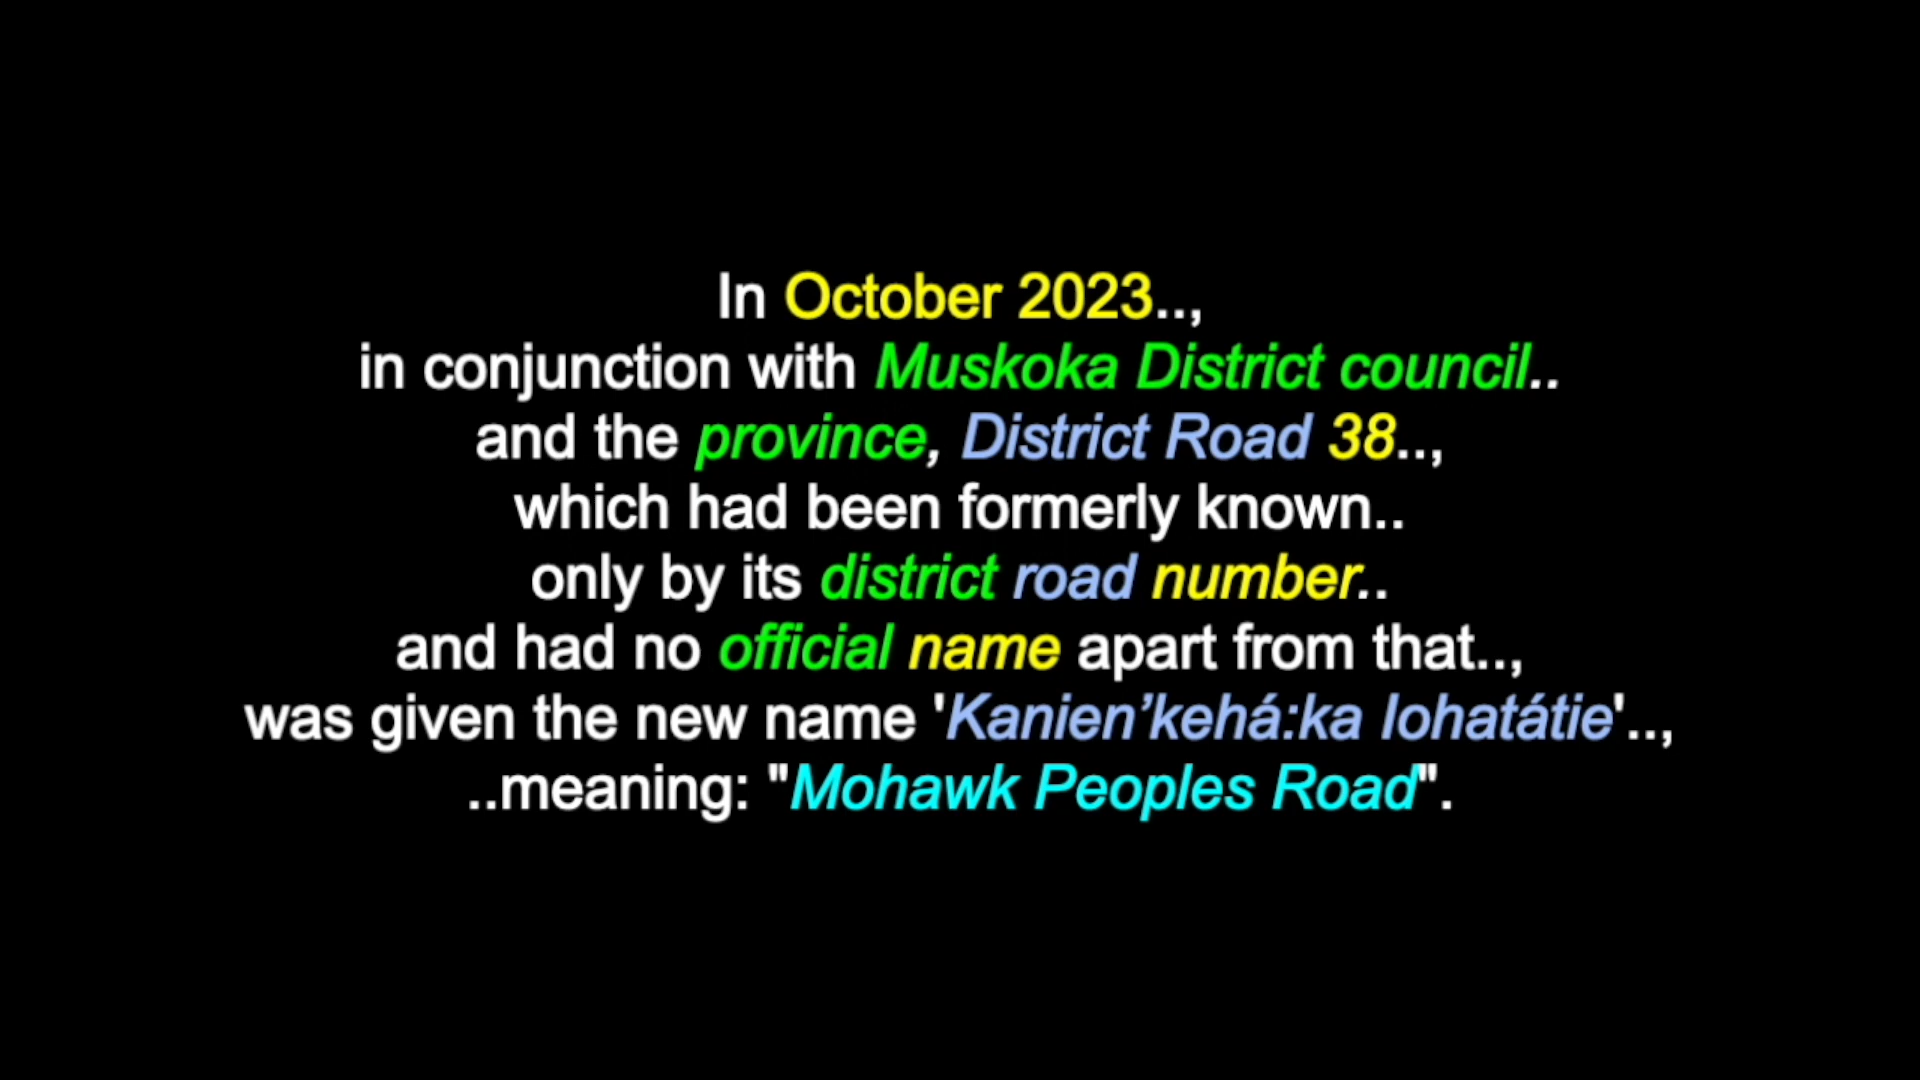 In October 2023..,
in conjunction with Muskoka District council..
and the province, District Road 38..,
which had been formerly known..
only by its district road number..
and had no official name apart from that..,
was given the new name 'Kanien’kehá:ka Iohatátie'..,
..meaning: "Mohawk Peoples Road".